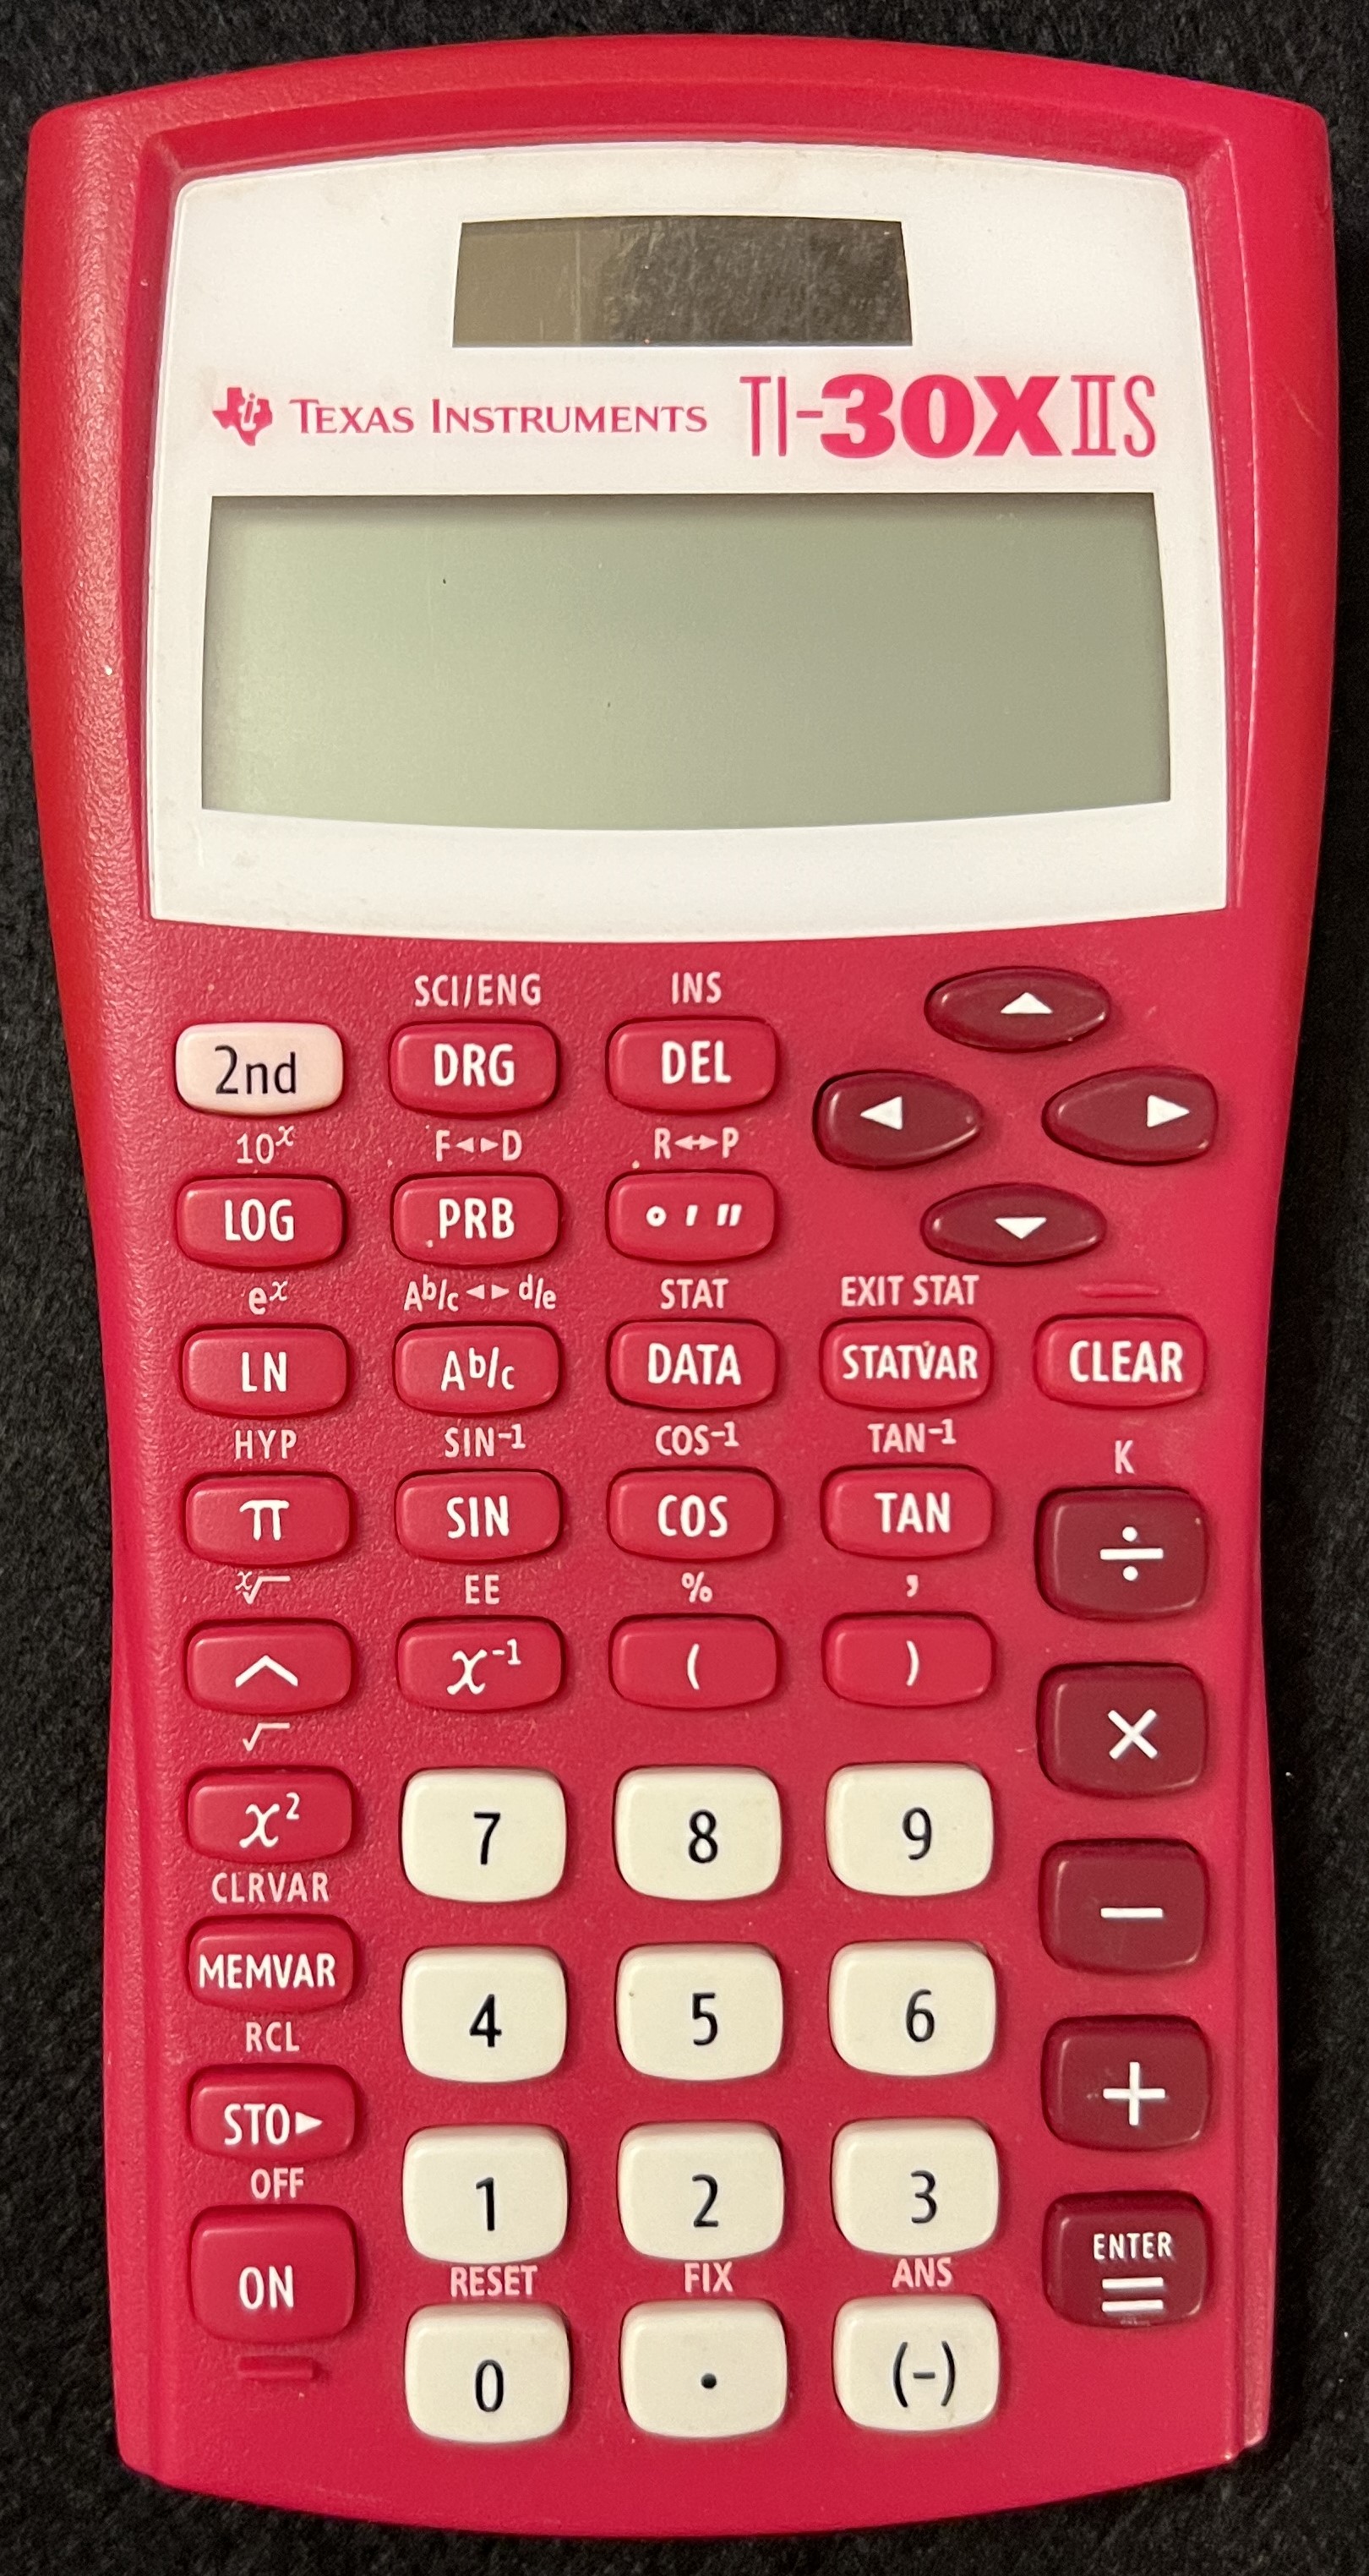 TEXAS INSTRUMENTS TI-30X IIS
SCI/ENG INS
2nd DRG DEL
10ˣ F◄►D R◄►P
LOG PRB ° ' "
eˣ Ab/c ◄► d/e STAT EXIT STAT
LN Ab/c DATA STATVAR CLEAR
HYP SIN⁻¹ COS⁻¹ TAN⁻¹ K
π SIN COS TAN ÷
ˣ√ EE % ,
^ x⁻¹ ( ) ×
√
x² 7 8 9 −
CLRVAR
MEMVAR 4 5 6 +
RCL
STO► 1 2 3
OFF RESET FIX ANS ENTER
ON 0 . (-) =